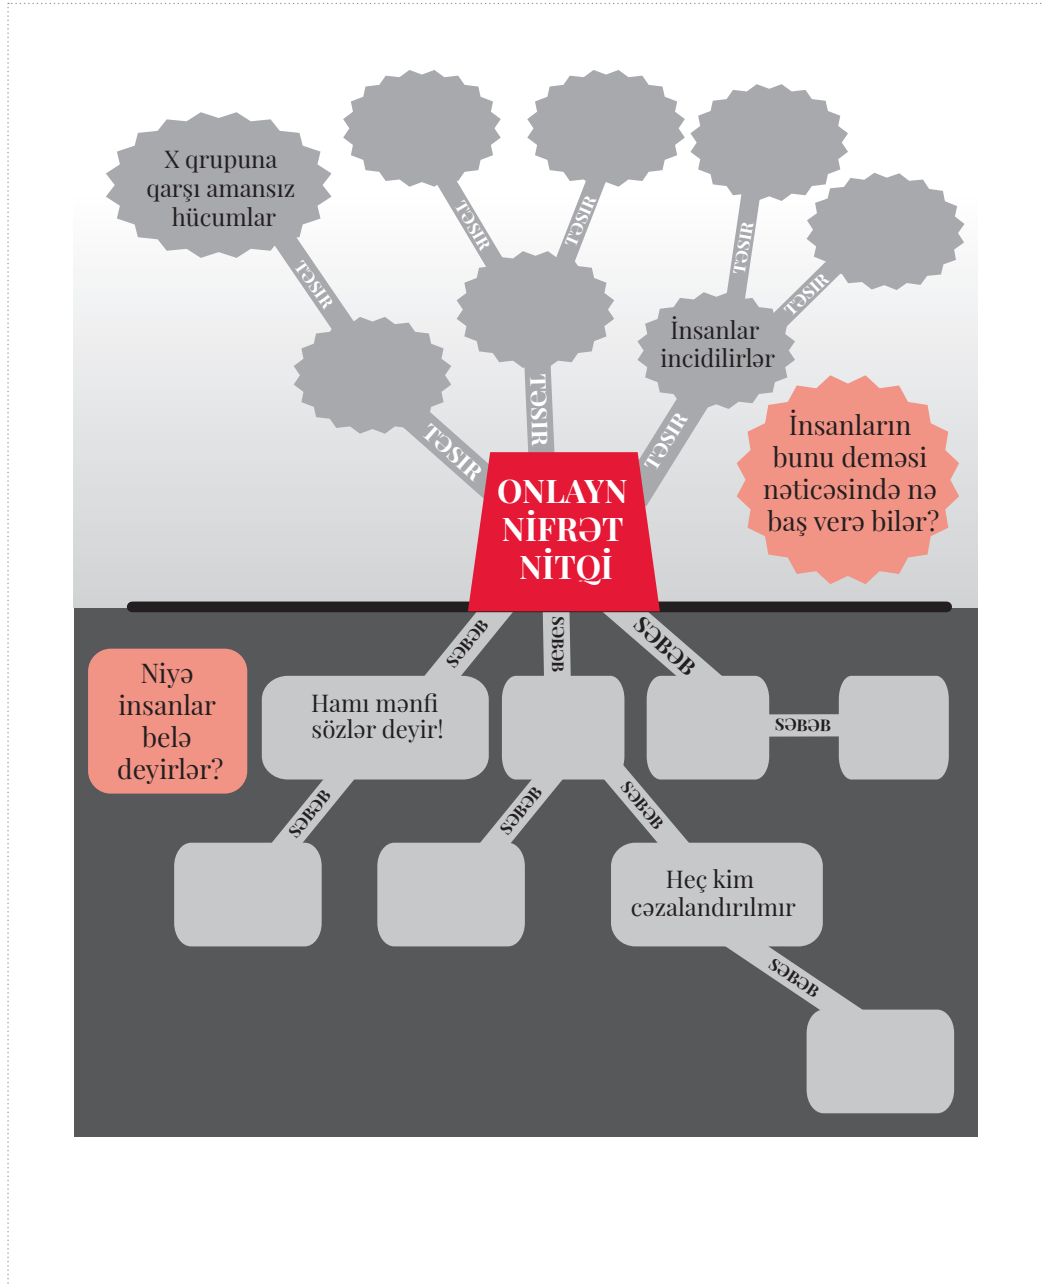 X qrupuna
qarşı amansız
hücumlar
TƏSIR
TƏSIR
TƏSIR
TƏSIR
TƏSIR
İnsanlar
incidilirlər
TƏSIR
TƏSIR
TƏSIR
İnsanların
bunu deməsi
nəticəsində nə
baş verə bilər?
ONLAYN
NİFRƏT
NİTQİ
SƏBƏB
SƏBƏB
SƏBƏB
Niyə
insanlar
belə
deyirlər?
Hamı mənfi
sözlər deyir!
SƏBƏB
SƏBƏB
SƏBƏB
SƏBƏB
Heç kim
cəzalandırılmır
SƏBƏB